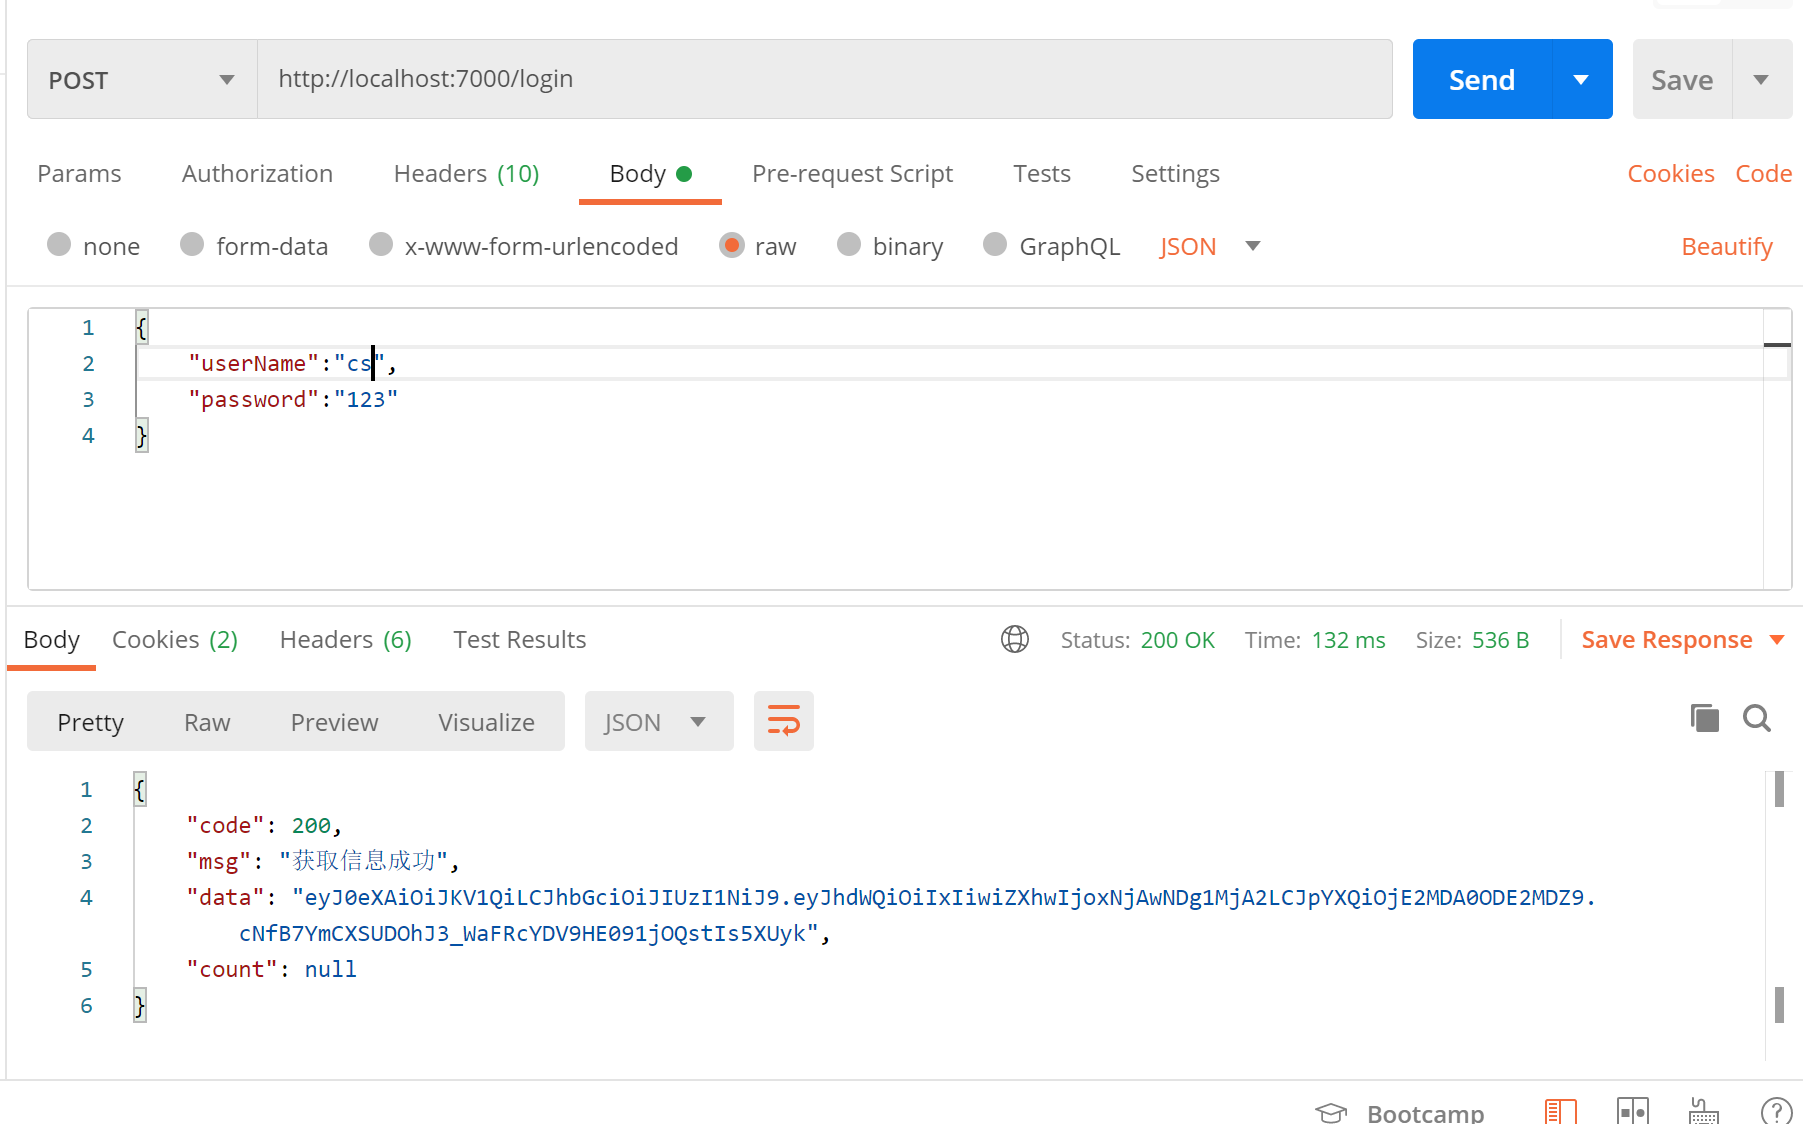 POST http://localhost:7000/login Send Save
Params Authorization Headers (10) Body Pre-request Script Tests Settings Cookies Code
none form-data x-www-form-urlencoded raw binary GraphQL JSON Beautify
1 {
2 "userName":"cs",
3 "password":"123"
4 }
Body Cookies (2) Headers (6) Test Results Status: 200 OK Time: 132 ms Size: 536 B Save Response
Pretty Raw Preview Visualize JSON
1 {
2 "code": 200,
3 "msg": "获取信息成功",
4 "data": "eyJ0eXAiOiJKV1QiLCJhbGciOiJIUzI1NiJ9.eyJhdWQiOiIxIiwiZXhwIjoxNjAwNDg1MjA2LCJpYXQiOjE2MDA0ODE2MDZ9.
cNfB7YmCXSUDOhJ3_WaFRcYDV9HE091jOQstIs5XUyk",
5 "count": null
6 }
Bootcamp